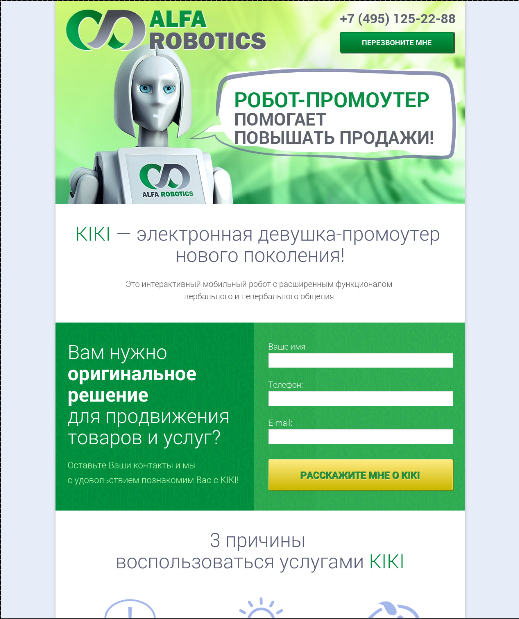 ALFA
ROBOTICS
+7 (495) 125-22-88
ПЕРЕЗВОНИТЕ МНЕ
РОБОТ-ПРОМОУТЕР
ПОМОГАЕТ
ПОВЫШАТЬ ПРОДАЖИ!
ALFA ROBOTICS
KIKI — электронная девушка-промоутер
нового поколения!
Это интерактивный мобильный робот с расширенным функционалом
вербального и невербального общения
Вам нужно
оригинальное
решение
для продвижения
товаров и услуг?
Оставьте Ваши контакты и мы
с удовольствием познакомим Вас с KIKI!
Ваше имя
Телефон:
E-mail:
РАССКАЖИТЕ МНЕ О KIKI
3 причины
воспользоваться услугами KIKI